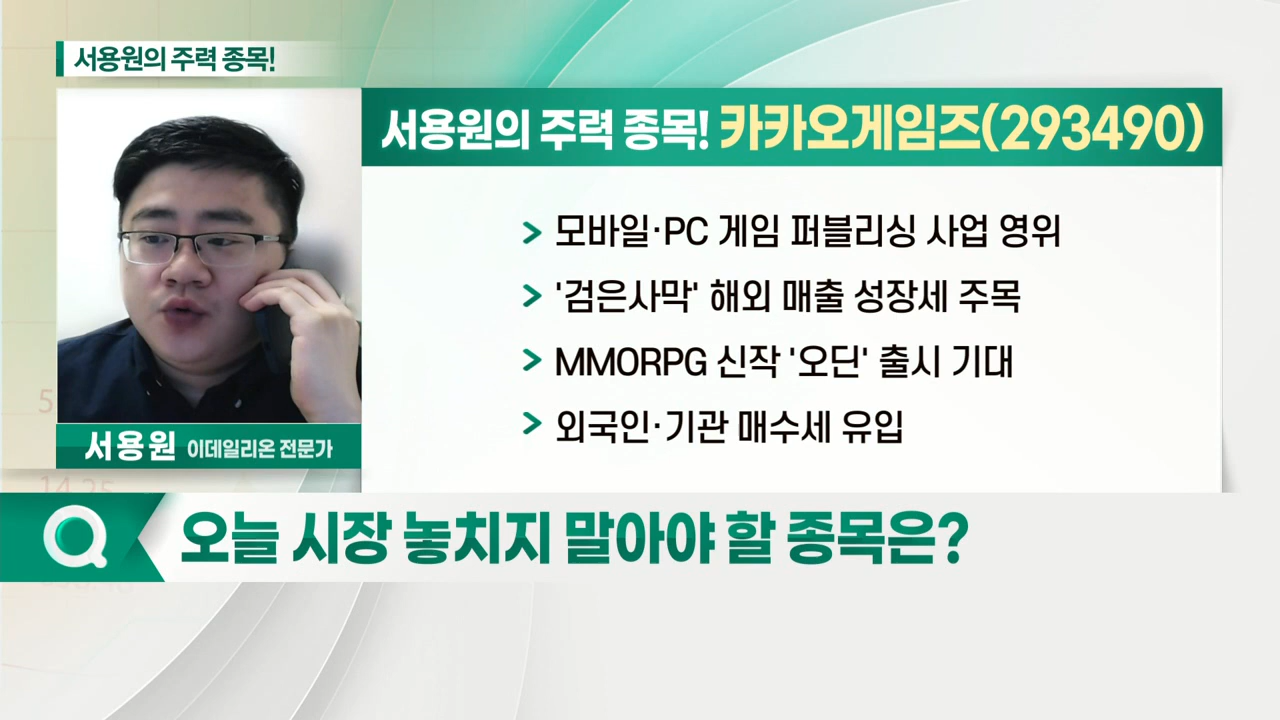 서용원의 주력 종목!
서용원의 주력 종목! 카카오게임즈(293490)
> 모바일·PC 게임 퍼블리싱 사업 영위
> '검은사막' 해외 매출 성장세 주목
> MMORPG 신작 '오딘' 출시 기대
> 외국인·기관 매수세 유입
서용원 이데일리온 전문가
오늘 시장 놓치지 말아야 할 종목은?